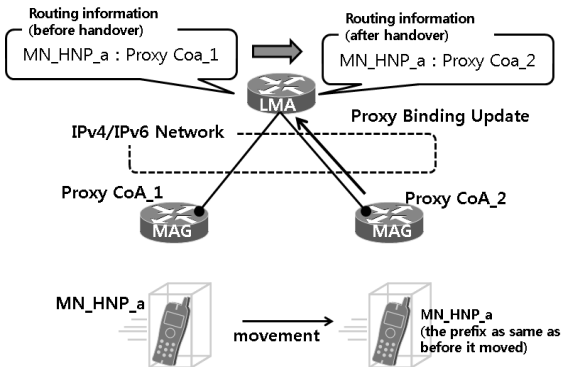 Routing information
(before handover)
MN_HNP_a : Proxy Coa_1
Routing information
(after handover)
MN_HNP_a : Proxy Coa_2
LMA
Proxy Binding Update
IPv4/IPv6 Network
Proxy CoA_1
Proxy CoA_2
MAG
MAG
MN_HNP_a
movement
MN_HNP_a
(the prefix as same as
before it moved)